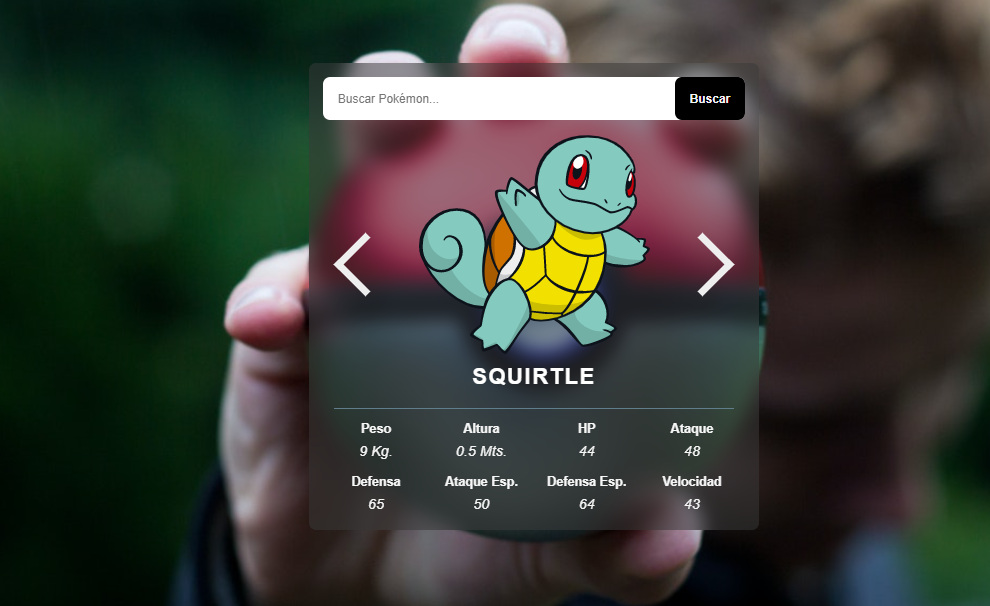 Buscar Pokémon...
Buscar
SQUIRTLE
Peso Altura HP Ataque
9 Kg. 0.5 Mts. 44 48
Defensa Ataque Esp. Defensa Esp. Velocidad
65 50 64 43